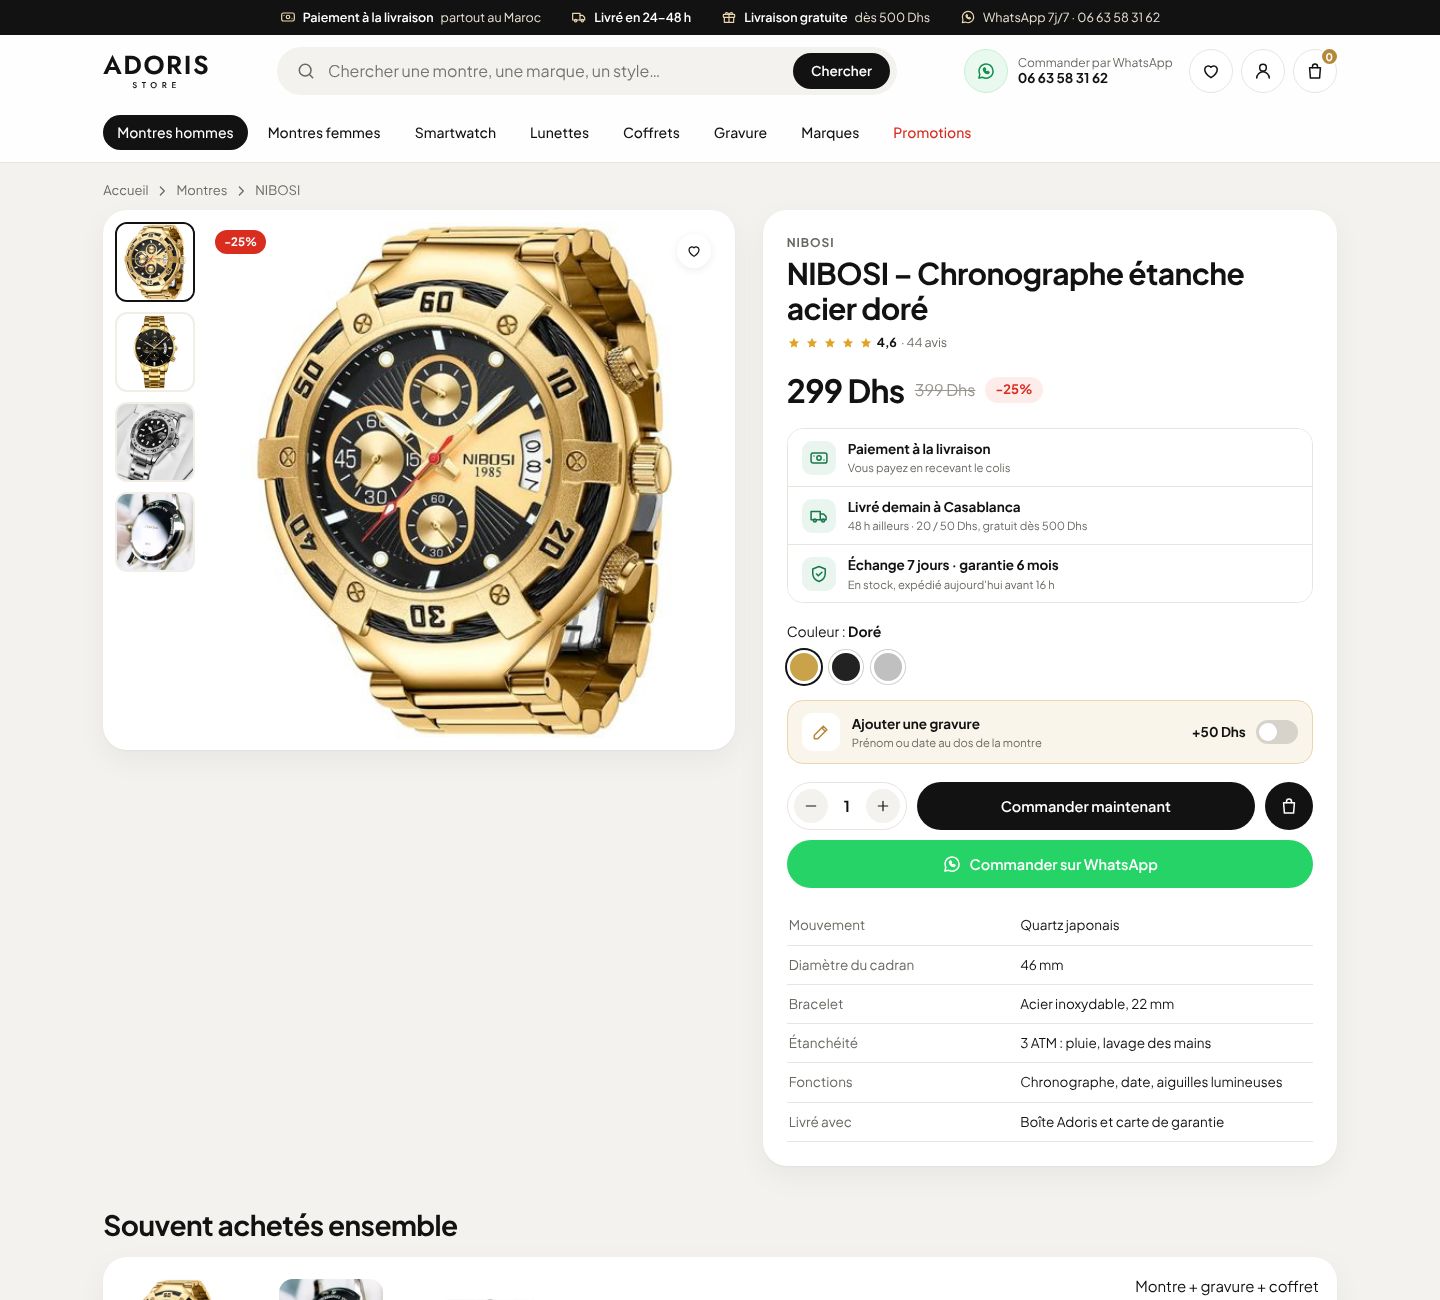 Paiement à la livraison partout au Maroc
Livré en 24–48 h
Livraison gratuite dès 500 Dhs
WhatsApp 7j/7 · 06 63 58 31 62
ADORIS
STORE
Chercher une montre, une marque, un style…
Chercher
Commander par WhatsApp
06 63 58 31 62
0
Montres hommes
Montres femmes
Smartwatch
Lunettes
Coffrets
Gravure
Marques
Promotions
Accueil
Montres
NIBOSI
-25%
60
10
20
30
40
50
60
45
15
30
60
30
NIBOSI
1985
9
8
7
NIBOSI
NIBOSI – Chronographe étanche
acier doré
4,6 · 44 avis
299 Dhs 399 Dhs -25%
Paiement à la livraison
Vous payez en recevant le colis
Livré demain à Casablanca
48 h ailleurs · 20 / 50 Dhs, gratuit dès 500 Dhs
Échange 7 jours · garantie 6 mois
En stock, expédié aujourd'hui avant 16 h
Couleur : Doré
Ajouter une gravure
Prénom ou date au dos de la montre
+50 Dhs
1
Commander maintenant
Commander sur WhatsApp
Mouvement Quartz japonais
Diamètre du cadran 46 mm
Bracelet Acier inoxydable, 22 mm
Étanchéité 3 ATM : pluie, lavage des mains
Fonctions Chronographe, date, aiguilles lumineuses
Livré avec Boîte Adoris et carte de garantie
Souvent achetés ensemble
Montre + gravure + coffret